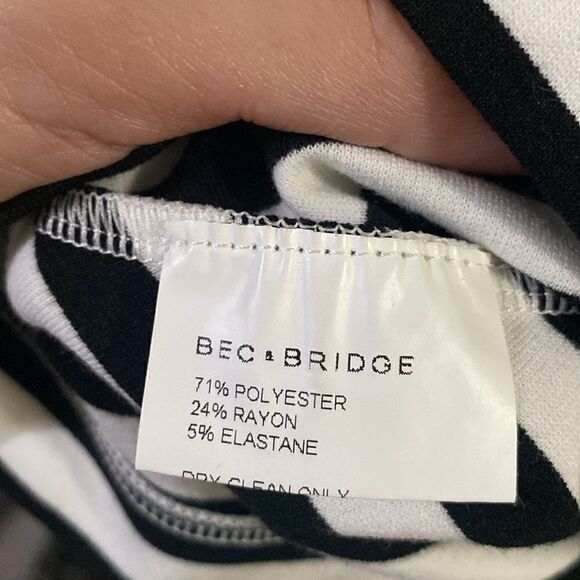 BEC & BRIDGE
71% POLYESTER
24% RAYON
5% ELASTANE
DRY CLEAN ONLY